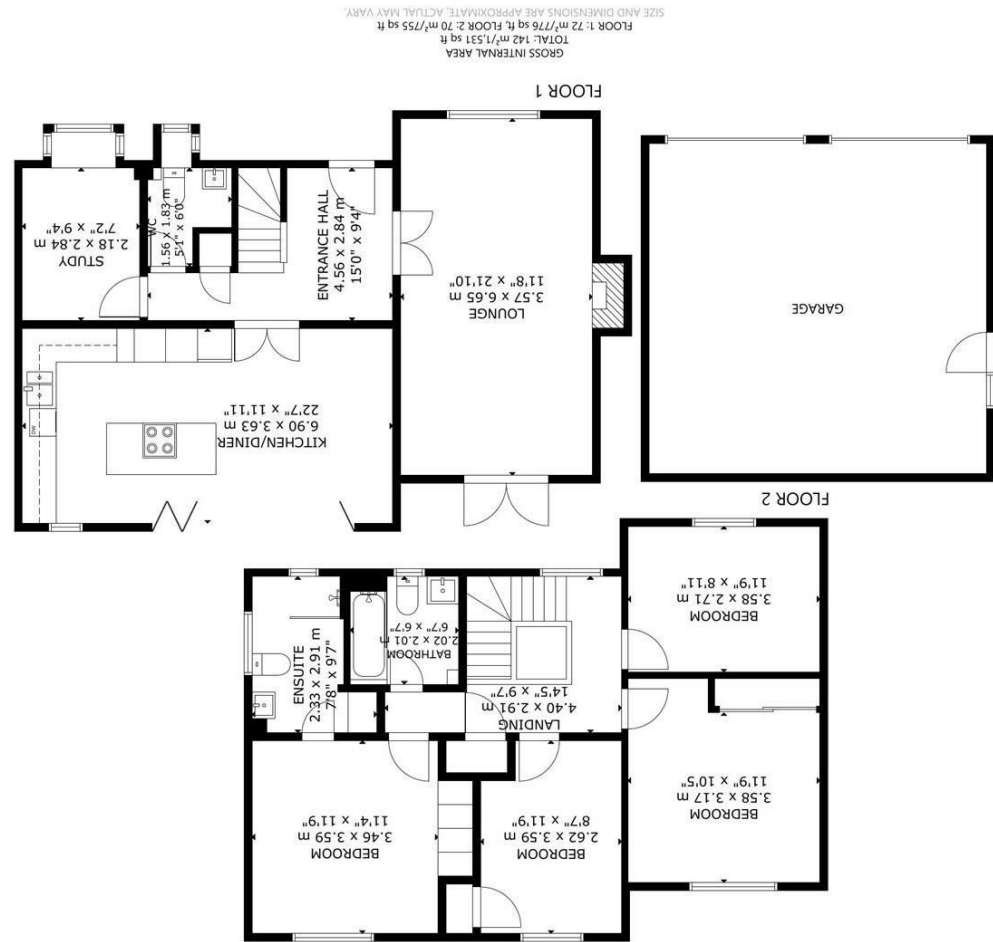 BEDROOM
3.58 x 3.17 m
11'9" x 10'5"
BEDROOM
2.62 x 3.59 m
8'7" x 11'9"
BEDROOM
3.46 x 3.59 m
11'4" x 11'9"
LANDING
4.40 x 2.91 m
14'5" x 9'7"
BATHROOM
2.02 x 2.01 m
6'7" x 6'7"
ENSUITE
2.33 x 2.91 m
7'8" x 9'7"
BEDROOM
3.58 x 2.71 m
11'9" x 8'11"
FLOOR 2
GARAGE
LOUNGE
3.57 x 6.65 m
11'8" x 21'10"
KITCHEN/DINER
6.90 x 3.63 m
22'7" x 11'11"
DW
ENTRANCE HALL
4.56 x 2.84 m
15'0" x 9'4"
WC
1.56 x 1.83 m
5'1" x 6'0"
STUDY
2.18 x 2.84 m
7'2" x 9'4"
FLOOR 1
GROSS INTERNAL AREA
TOTAL: 142 m²/1,531 sq ft
FLOOR 1: 72 m²/776 sq ft, FLOOR 2: 70 m²/755 sq ft
SIZE AND DIMENSIONS ARE APPROXIMATE, ACTUAL MAY VARY.